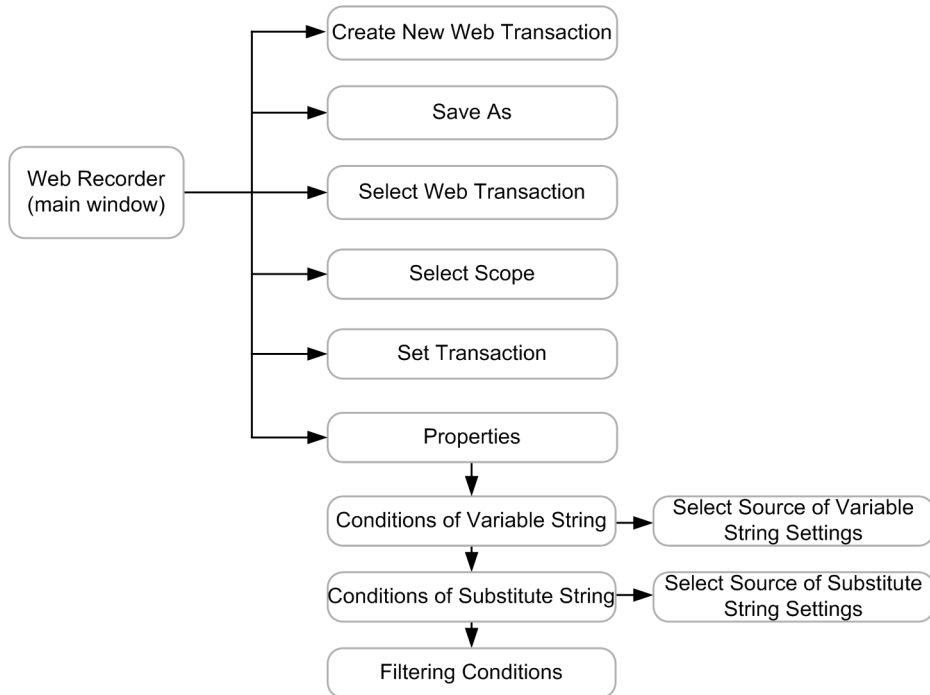 Create New Web Transaction
Save As
Web Recorder
(main window)
Select Web Transaction
Select Scope
Set Transaction
Properties
Conditions of Variable String
Select Source of Variable
String Settings
Conditions of Substitute String
Select Source of Substitute
String Settings
Filtering Conditions